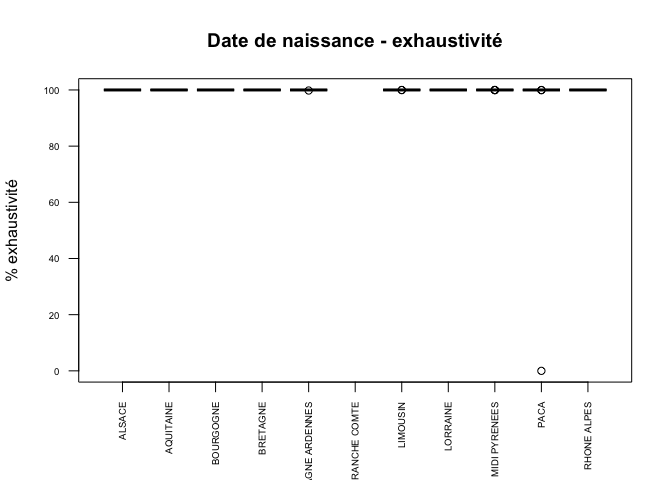 Date de naissance - exhaustivité
% exhaustivité
100
80
60
40
20
0
ALSACE
AQUITAINE
BOURGOGNE
BRETAGNE
GNE ARDENNES
RANCHE COMTE
LIMOUSIN
LORRAINE
MIDI PYRENEES
PACA
RHONE ALPES